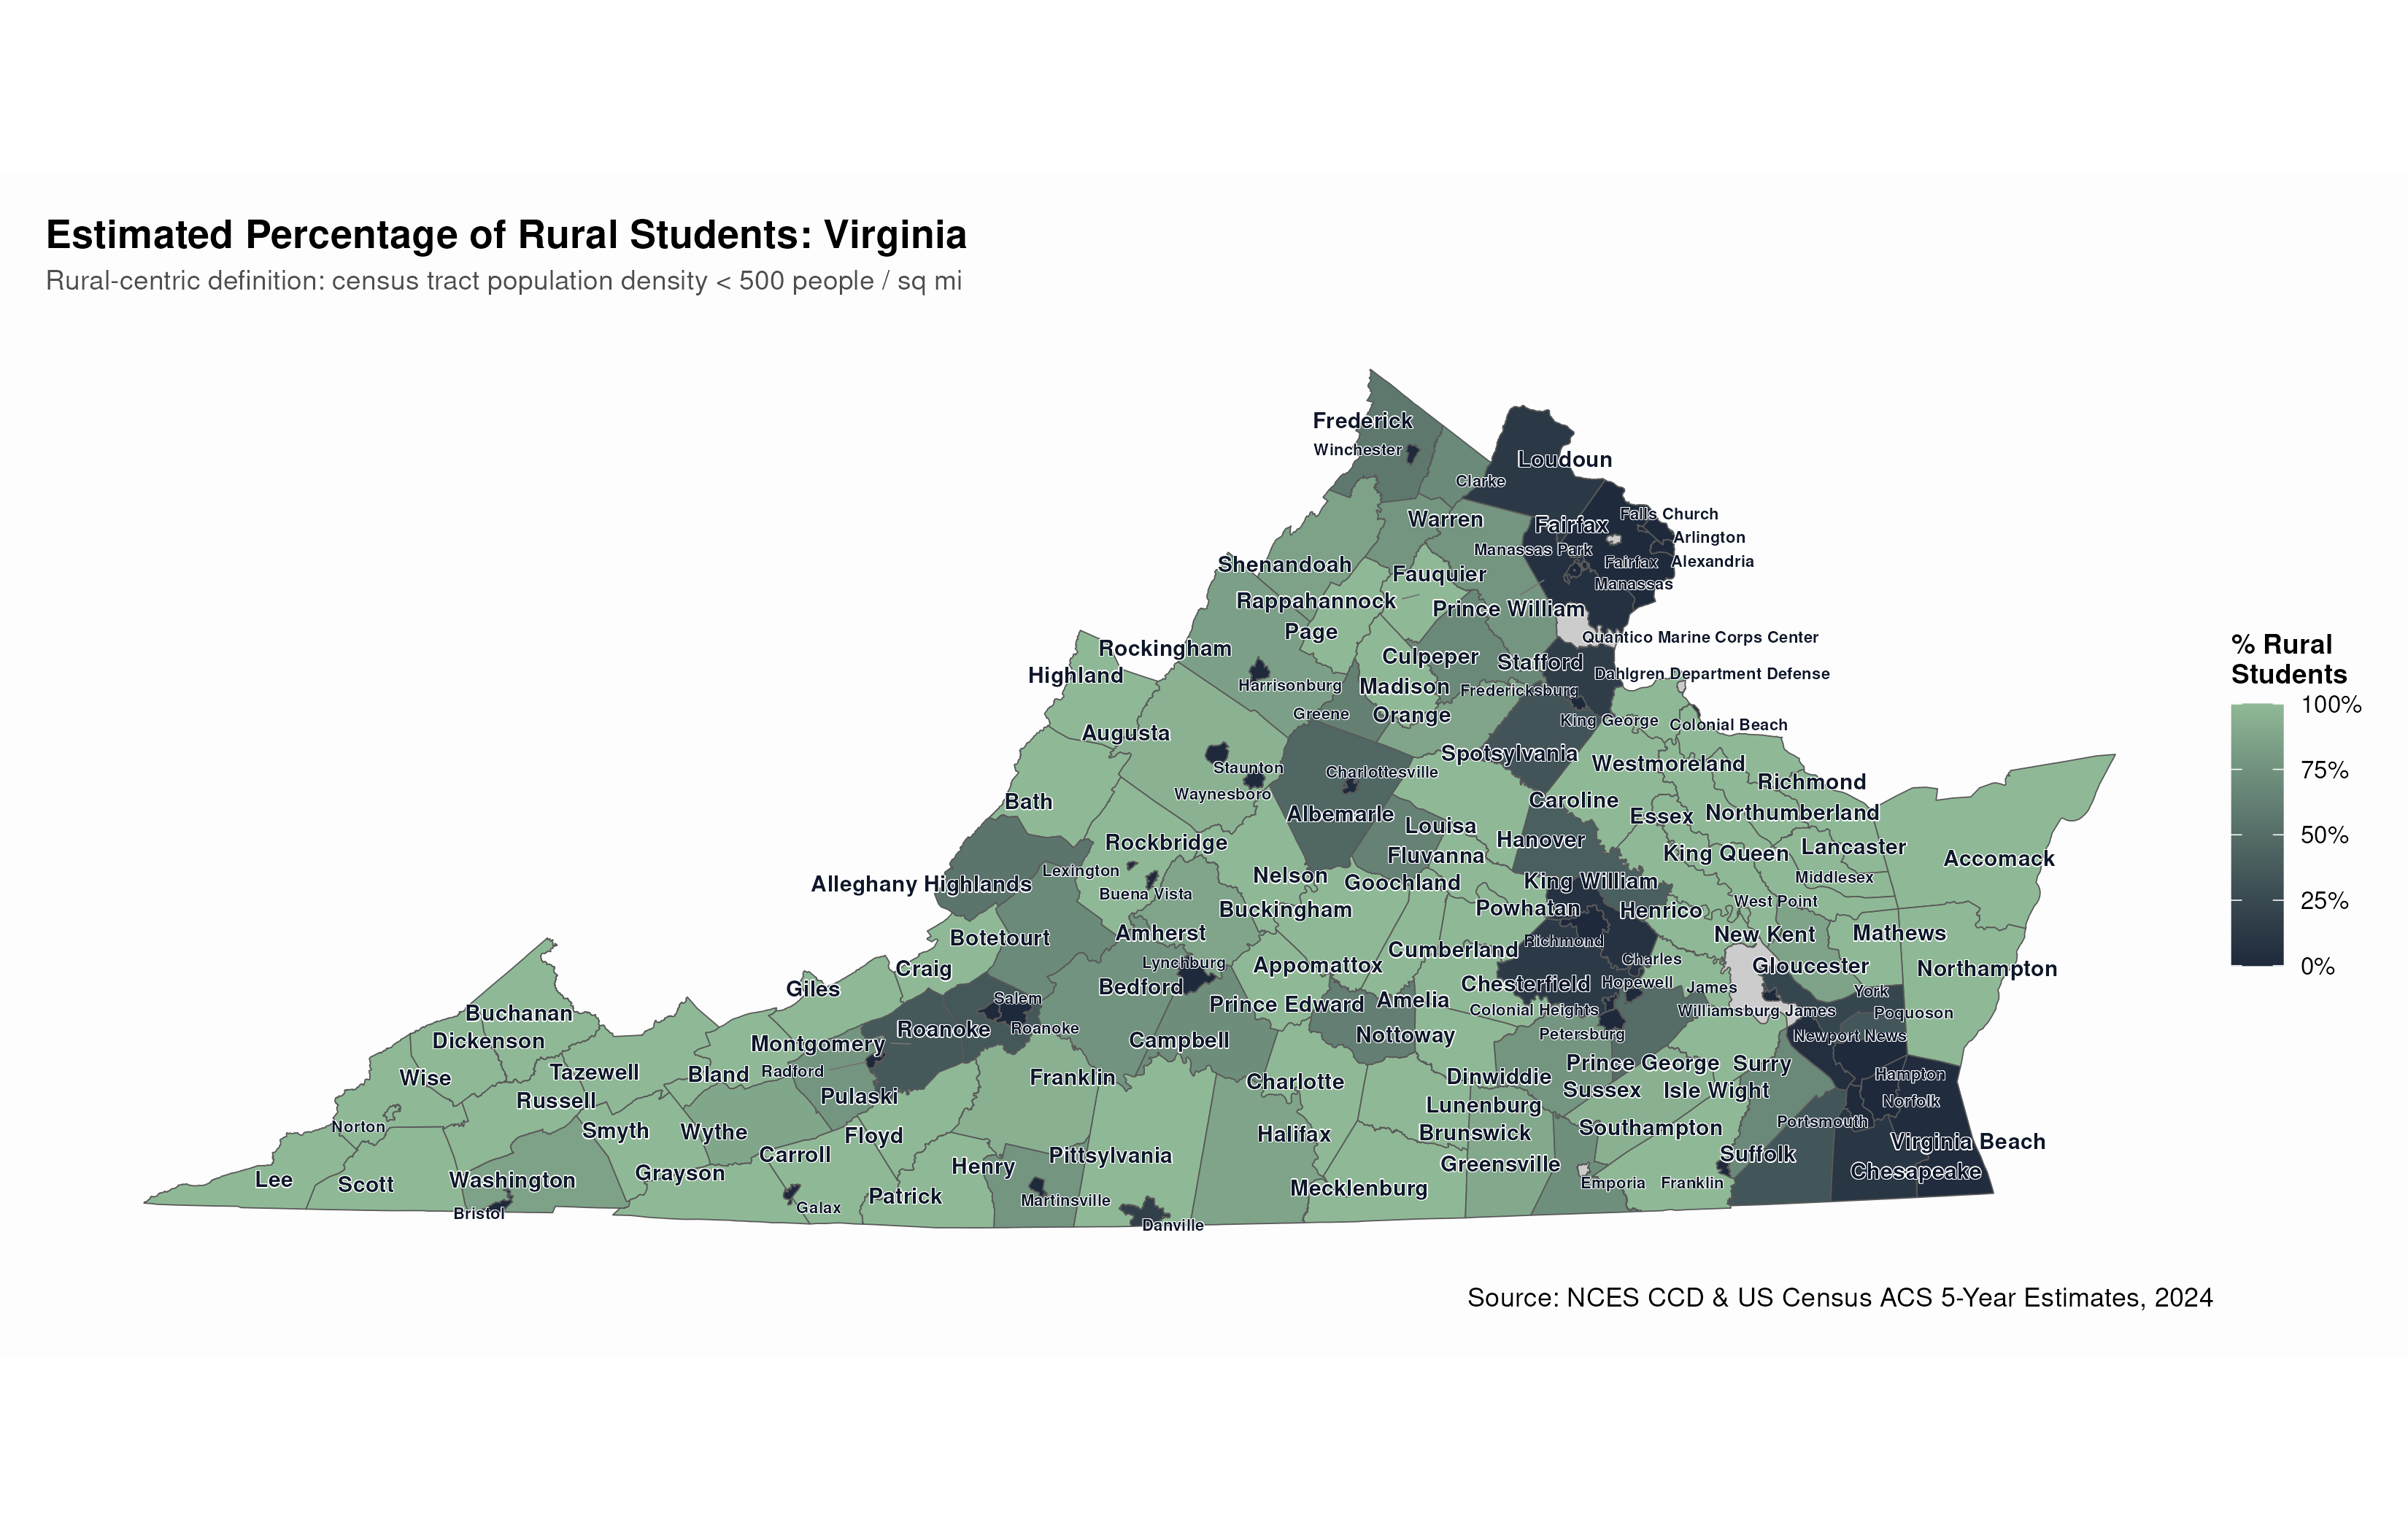 Estimated Percentage of Rural Students: Virginia
Rural-centric definition: census tract population density < 500 people / sq mi
Frederick
Winchester
Loudoun
Clarke
Falls Church
Warren
Fairfax
Arlington
Manassas Park
Fairfax
Alexandria
Shenandoah
Fauquier
Manassas
Rappahannock
Prince William
Page
Quantico Marine Corps Center
Rockingham
Culpeper
Stafford
Highland
Dahlgren Department Defense
Harrisonburg
Madison
Fredericksburg
Greene
Orange
King George
Colonial Beach
Augusta
Spotsylvania
Westmoreland
Staunton
Charlottesville
Richmond
Waynesboro
Bath
Caroline
Albemarle
Essex
Northumberland
Louisa
Hanover
Rockbridge
Fluvanna
King Queen
Lancaster
Accomack
Lexington
Nelson
Goochland
King William
Middlesex
Alleghany Highlands
Buena Vista
West Point
Buckingham
Powhatan
Henrico
Botetourt
Amherst
Richmond
New Kent
Mathews
Cumberland
Craig
Lynchburg
Appomattox
Charles
Gloucester
Northampton
Giles
Bedford
Chesterfield
Hopewell
James
York
Salem
Prince Edward
Amelia
Colonial Heights
Williamsburg James
Poquoson
Buchanan
Roanoke
Roanoke
Nottoway
Petersburg
Newport News
Dickenson
Montgomery
Campbell
Prince George
Surry
Wise
Tazewell
Bland
Radford
Franklin
Charlotte
Dinwiddie
Hampton
Russell
Pulaski
Sussex
Isle Wight
Norfolk
Norton
Smyth
Wythe
Floyd
Halifax
Lunenburg
Brunswick
Southampton
Portsmouth
Virginia Beach
Carroll
Pittsylvania
Suffolk
Lee
Scott
Washington
Grayson
Henry
Greensville
Chesapeake
Patrick
Martinsville
Mecklenburg
Emporia
Franklin
Bristol
Galax
Danville
% Rural
Students
100%
75%
50%
25%
0%
Source: NCES CCD & US Census ACS 5-Year Estimates, 2024